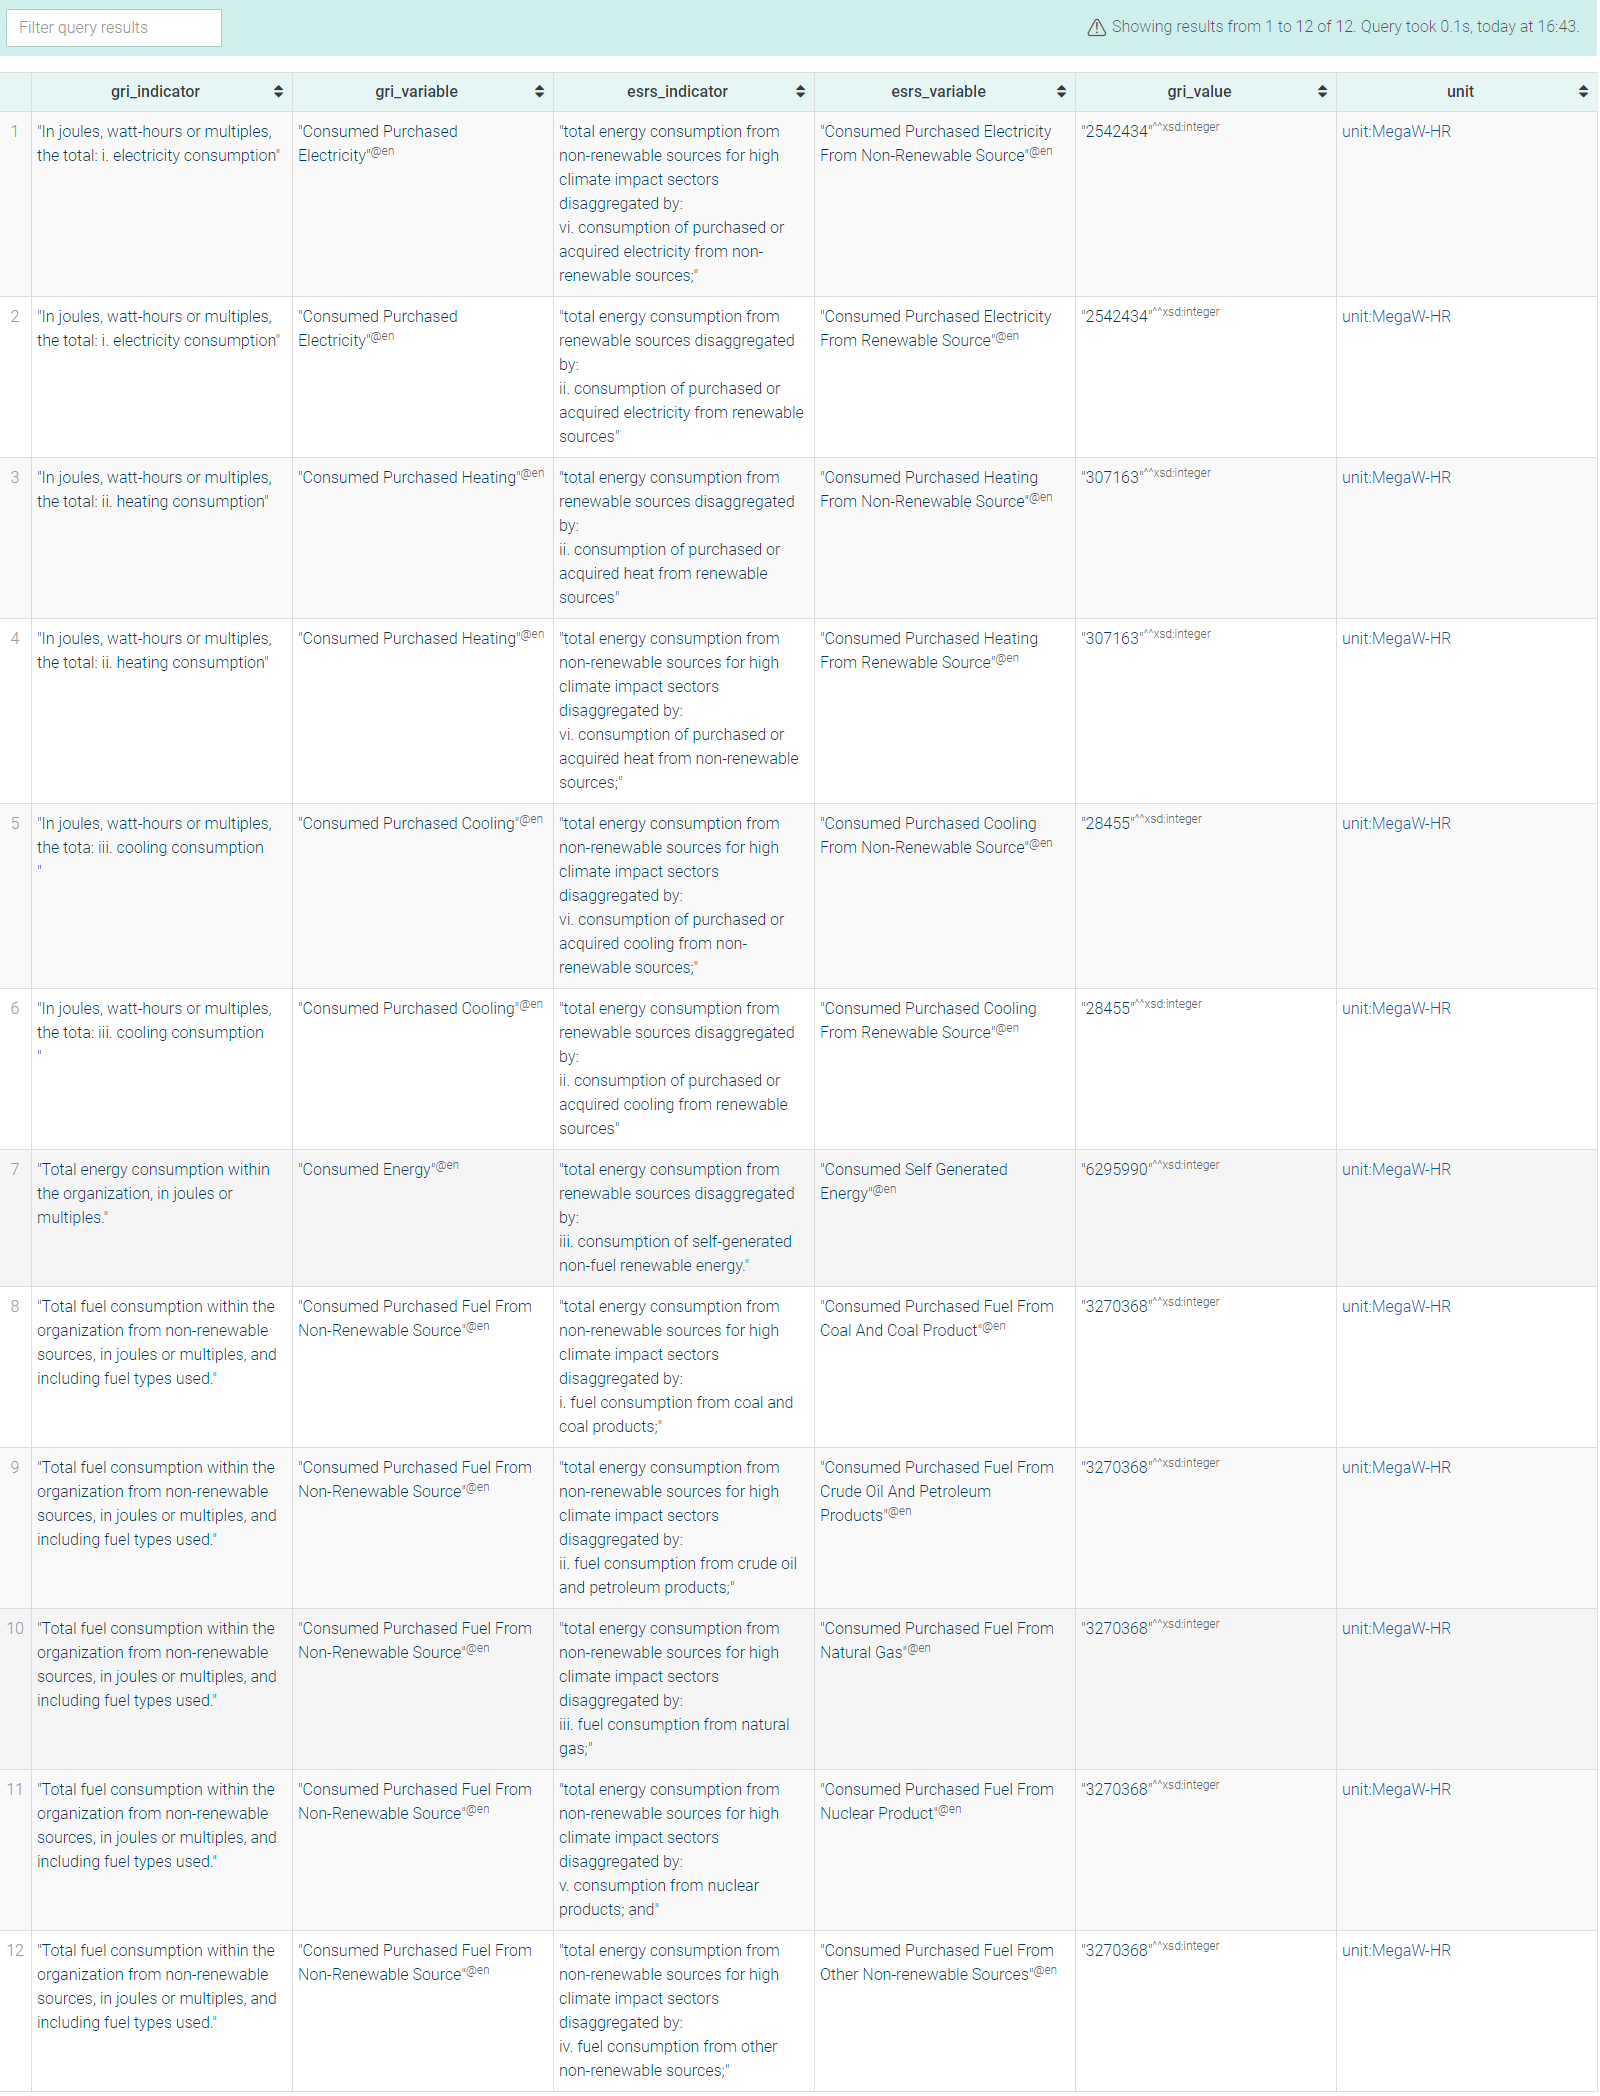 Filter query results
Showing results from 1 to 12 of 12. Query took 0.1s, today at 16:43.
gri_indicator gri_variable esrs_indicator esrs_variable gri_value unit
1
"In joules, watt-hours or multiples,
the total: i. electricity consumption"
"Consumed Purchased
Electricity"@en
"total energy consumption from
non-renewable sources for high
climate impact sectors
disaggregated by:
vi. consumption of purchased or
acquired electricity from non-
renewable sources;"
"Consumed Purchased Electricity
From Non-Renewable Source"@en
"2542434"^^xsd:integer
unit:MegaW-HR
2
"In joules, watt-hours or multiples,
the total: i. electricity consumption"
"Consumed Purchased
Electricity"@en
"total energy consumption from
renewable sources disaggregated
by:
ii. consumption of purchased or
acquired electricity from renewable
sources"
"Consumed Purchased Electricity
From Renewable Source"@en
"2542434"^^xsd:integer
unit:MegaW-HR
3
"In joules, watt-hours or multiples,
the total: ii. heating consumption"
"Consumed Purchased Heating"@en
"total energy consumption from
renewable sources disaggregated
by:
ii. consumption of purchased or
acquired heat from renewable
sources"
"Consumed Purchased Heating
From Non-Renewable Source"@en
"307163"^^xsd:integer
unit:MegaW-HR
4
"In joules, watt-hours or multiples,
the total: ii. heating consumption"
"Consumed Purchased Heating"@en
"total energy consumption from
non-renewable sources for high
climate impact sectors
disaggregated by:
vi. consumption of purchased or
acquired heat from non-renewable
sources;"
"Consumed Purchased Heating
From Renewable Source"@en
"307163"^^xsd:integer
unit:MegaW-HR
5
"In joules, watt-hours or multiples,
the tota: iii. cooling consumption
"
"Consumed Purchased Cooling"@en
"total energy consumption from
non-renewable sources for high
climate impact sectors
disaggregated by:
vi. consumption of purchased or
acquired cooling from non-
renewable sources;"
"Consumed Purchased Cooling
From Non-Renewable Source"@en
"28455"^^xsd:integer
unit:MegaW-HR
6
"In joules, watt-hours or multiples,
the tota: iii. cooling consumption
"
"Consumed Purchased Cooling"@en
"total energy consumption from
renewable sources disaggregated
by:
ii. consumption of purchased or
acquired cooling from renewable
sources"
"Consumed Purchased Cooling
From Renewable Source"@en
"28455"^^xsd:integer
unit:MegaW-HR
7
"Total energy consumption within
the organization, in joules or
multiples."
"Consumed Energy"@en
"total energy consumption from
renewable sources disaggregated
by:
iii. consumption of self-generated
non-fuel renewable energy."
"Consumed Self Generated
Energy"@en
"6295990"^^xsd:integer
unit:MegaW-HR
8
"Total fuel consumption within the
organization from non-renewable
sources, in joules or multiples, and
including fuel types used."
"Consumed Purchased Fuel From
Non-Renewable Source"@en
"total energy consumption from
non-renewable sources for high
climate impact sectors
disaggregated by:
i. fuel consumption from coal and
coal products;"
"Consumed Purchased Fuel From
Coal And Coal Product"@en
"3270368"^^xsd:integer
unit:MegaW-HR
9
"Total fuel consumption within the
organization from non-renewable
sources, in joules or multiples, and
including fuel types used."
"Consumed Purchased Fuel From
Non-Renewable Source"@en
"total energy consumption from
non-renewable sources for high
climate impact sectors
disaggregated by:
ii. fuel consumption from crude oil
and petroleum products;"
"Consumed Purchased Fuel From
Crude Oil And Petroleum
Products"@en
"3270368"^^xsd:integer
unit:MegaW-HR
10
"Total fuel consumption within the
organization from non-renewable
sources, in joules or multiples, and
including fuel types used."
"Consumed Purchased Fuel From
Non-Renewable Source"@en
"total energy consumption from
non-renewable sources for high
climate impact sectors
disaggregated by:
iii. fuel consumption from natural
gas;"
"Consumed Purchased Fuel From
Natural Gas"@en
"3270368"^^xsd:integer
unit:MegaW-HR
11
"Total fuel consumption within the
organization from non-renewable
sources, in joules or multiples, and
including fuel types used."
"Consumed Purchased Fuel From
Non-Renewable Source"@en
"total energy consumption from
non-renewable sources for high
climate impact sectors
disaggregated by:
v. consumption from nuclear
products; and"
"Consumed Purchased Fuel From
Nuclear Product"@en
"3270368"^^xsd:integer
unit:MegaW-HR
12
"Total fuel consumption within the
organization from non-renewable
sources, in joules or multiples, and
including fuel types used."
"Consumed Purchased Fuel From
Non-Renewable Source"@en
"total energy consumption from
non-renewable sources for high
climate impact sectors
disaggregated by:
iv. fuel consumption from other
non-renewable sources;"
"Consumed Purchased Fuel From
Other Non-renewable Sources"@en
"3270368"^^xsd:integer
unit:MegaW-HR